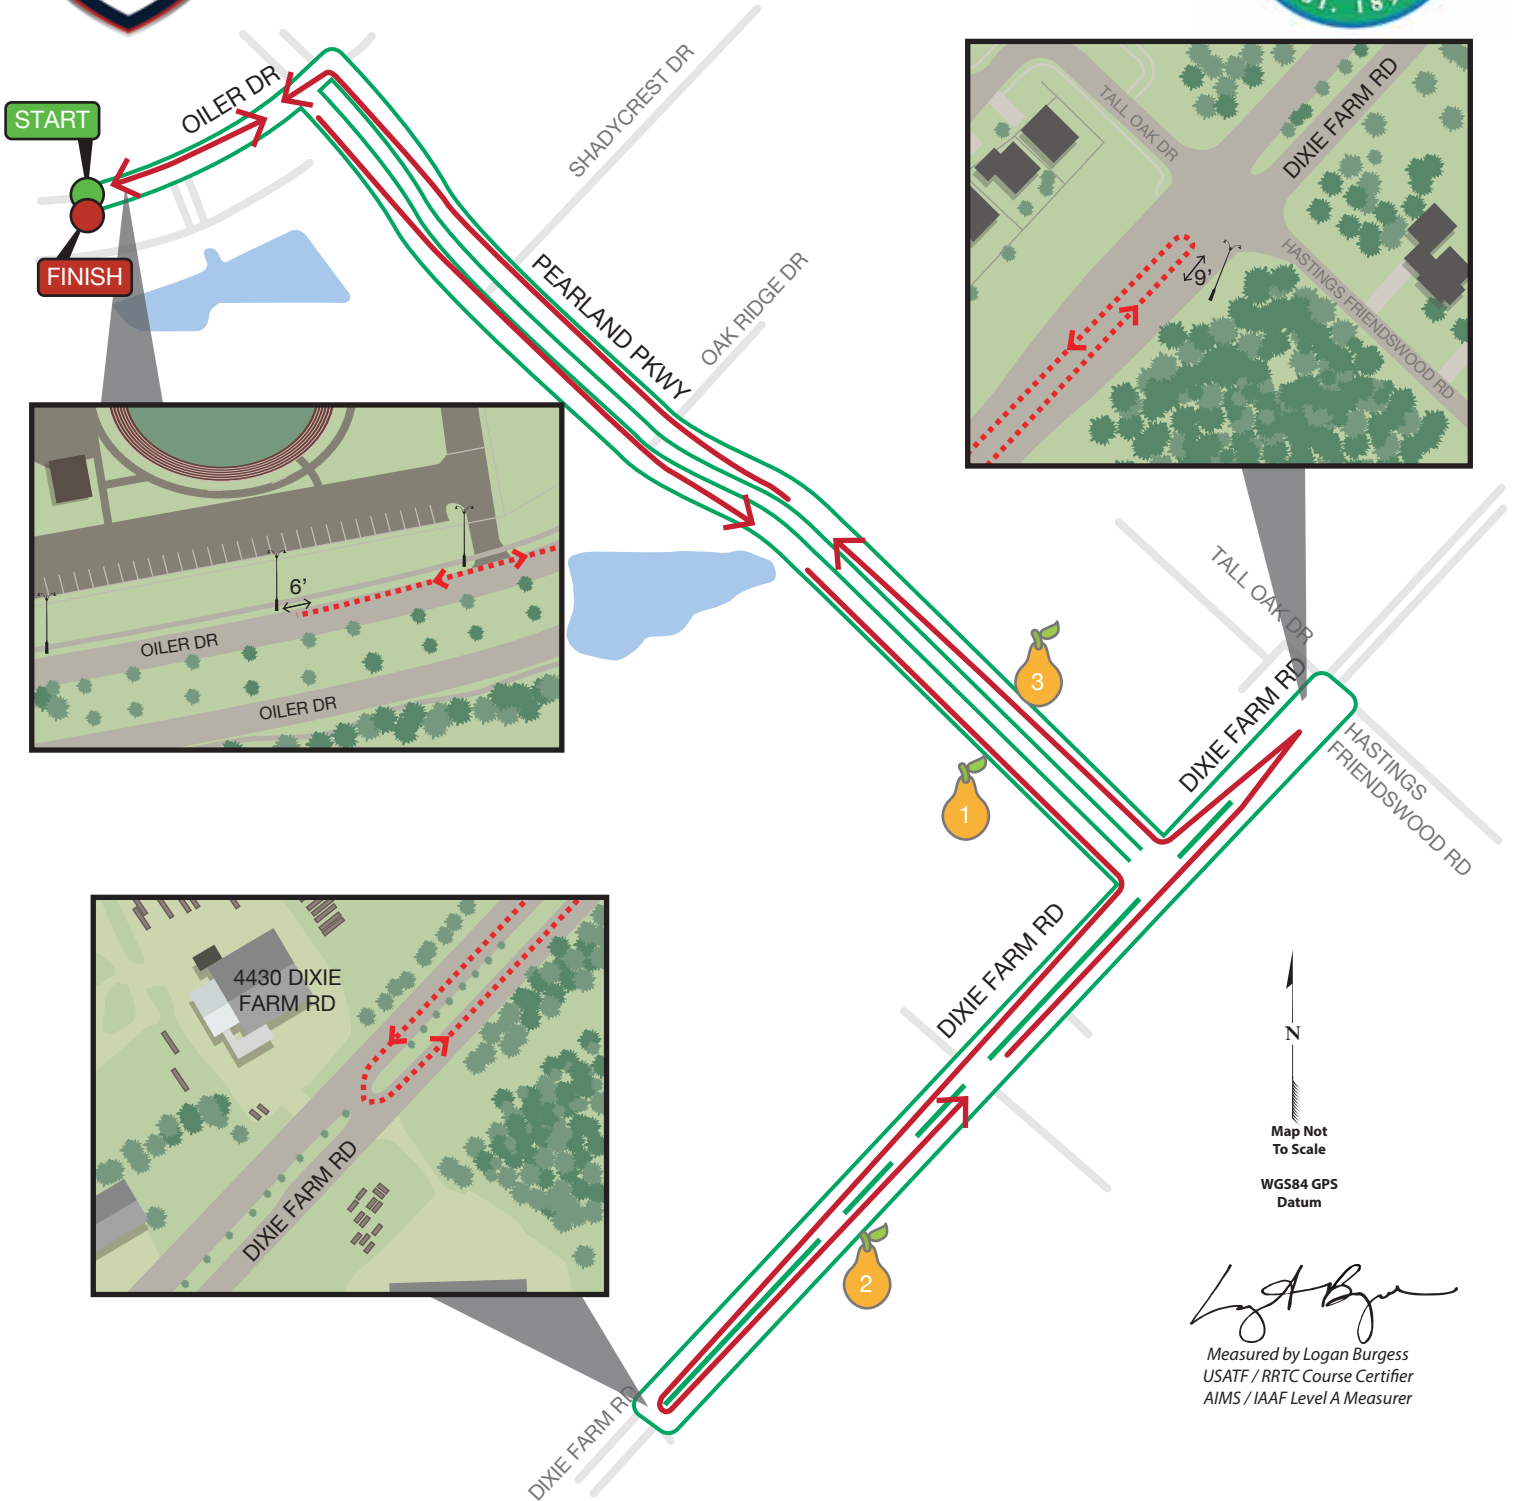 START
OILER DR
FINISH
SHADYCREST DR
PEARLAND PKWY
OAK RIDGE DR
TALL OAK DR
DIXIE FARM RD
9'
HASTINGS FRIENDSWOOD RD
6'
OILER DR
OILER DR
TALL OAK DR
DIXIE FARM RD
HASTINGS
FRIENDSWOOD RD
3
1
DIXIE FARM RD
4430 DIXIE
FARM RD
DIXIE FARM RD
2
DIXIE FARM RD
N
Map Not
To Scale
WGS84 GPS
Datum
Measured by Logan Burgess
USATF / RRTC Course Certifier
AIMS / IAAF Level A Measurer